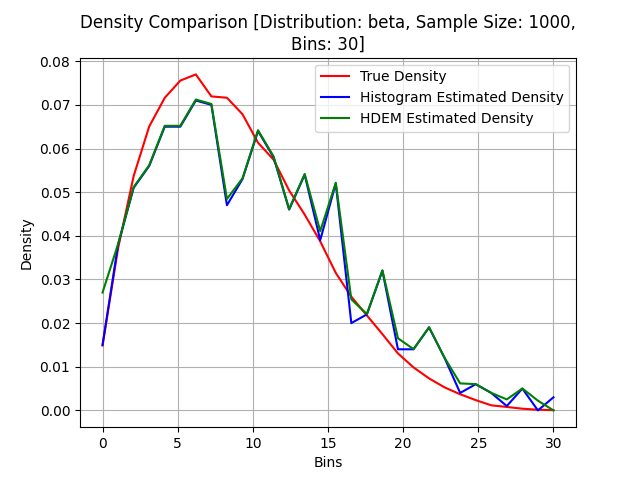 Density Comparison [Distribution: beta, Sample Size: 1000,
Bins: 30]
True Density
Histogram Estimated Density
HDEM Estimated Density
Density
0.08
0.07
0.06
0.05
0.04
0.03
0.02
0.01
0.00
0 5 10 15 20 25 30
Bins